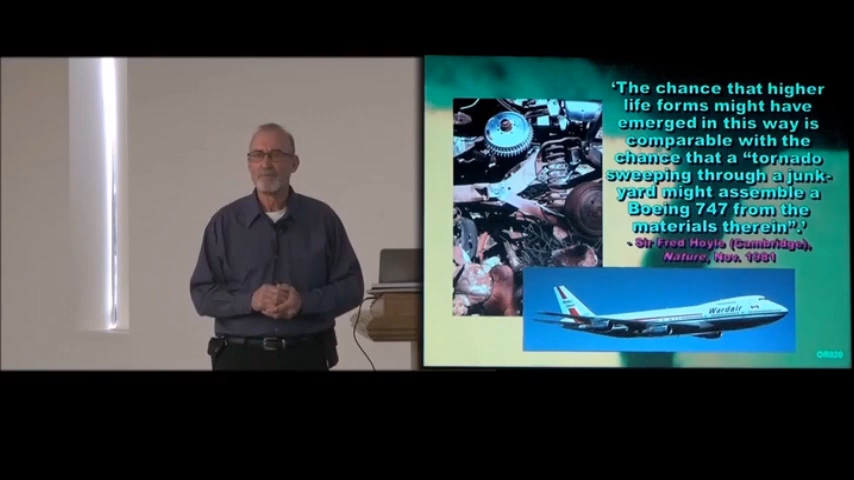 ‘The chance that higher
life forms might have
emerged in this way is
comparable with the
chance that a “tornado
sweeping through a junk-
yard might assemble a
Boeing 747 from the
materials therein”.’
- Sir Fred Hoyle (Cambridge),
Nature, Nov. 1981
Wardair
OR820